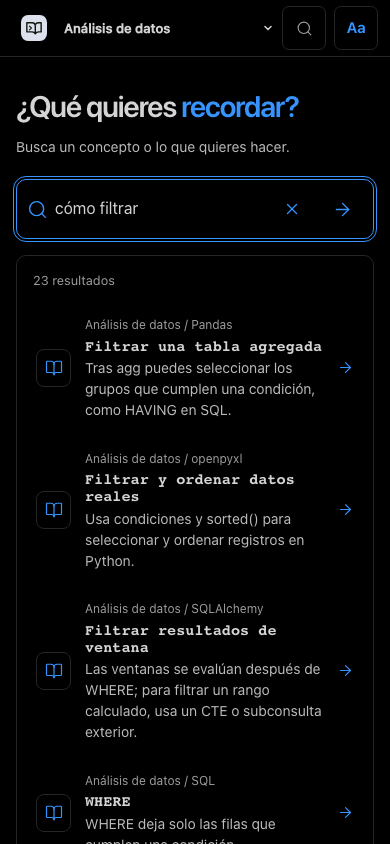 Análisis de datos
Aa
¿Qué quieres recordar?
Busca un concepto o lo que quieres hacer.
cómo filtrar
23 resultados
Análisis de datos / Pandas
Filtrar una tabla agregada
Tras agg puedes seleccionar los
grupos que cumplen una condición,
como HAVING en SQL.
Análisis de datos / openpyxl
Filtrar y ordenar datos
reales
Usa condiciones y sorted() para
seleccionar y ordenar registros en
Python.
Análisis de datos / SQLAlchemy
Filtrar resultados de
ventana
Las ventanas se evalúan después de
WHERE; para filtrar un rango
calculado, usa un CTE o subconsulta
exterior.
Análisis de datos / SQL
WHERE
WHERE deja solo las filas que
cumplen una condición